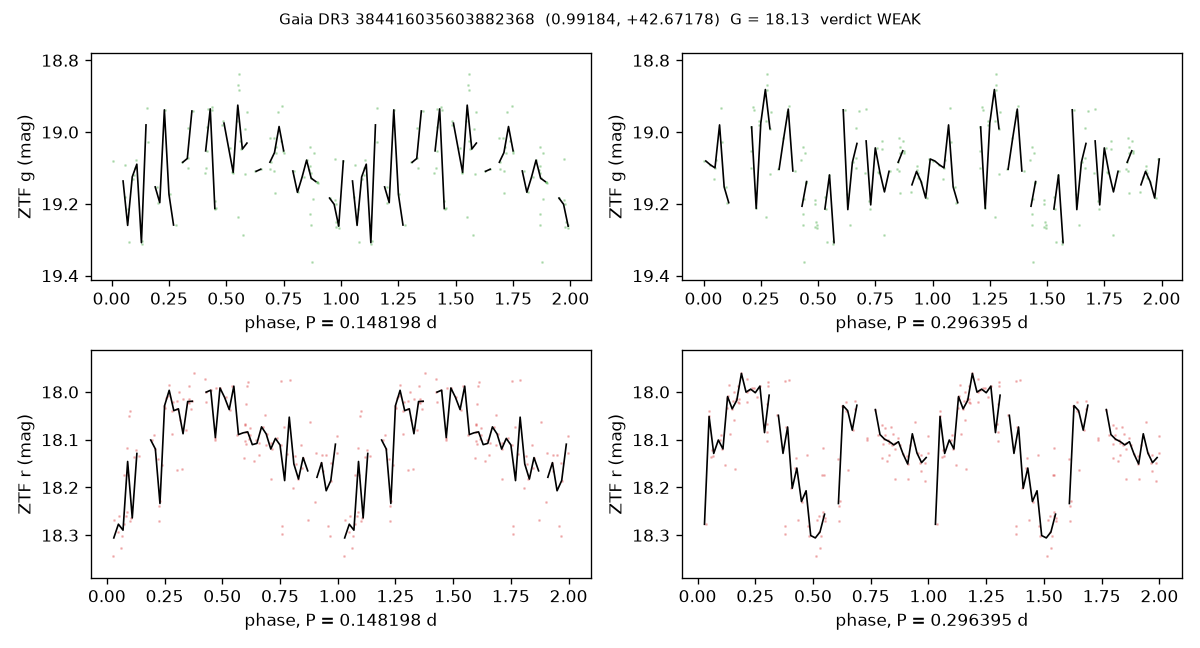 Gaia DR3 384416035603882368 (0.99184, +42.67178) G = 18.13 verdict WEAK
ZTF g (mag)
18.8
19.0
19.2
19.4
0.00 0.25 0.50 0.75 1.00 1.25 1.50 1.75 2.00
phase, P = 0.148198 d
ZTF g (mag)
18.8
19.0
19.2
19.4
0.00 0.25 0.50 0.75 1.00 1.25 1.50 1.75 2.00
phase, P = 0.296395 d
ZTF r (mag)
18.0
18.1
18.2
18.3
0.00 0.25 0.50 0.75 1.00 1.25 1.50 1.75 2.00
phase, P = 0.148198 d
ZTF r (mag)
18.0
18.1
18.2
18.3
0.00 0.25 0.50 0.75 1.00 1.25 1.50 1.75 2.00
phase, P = 0.296395 d